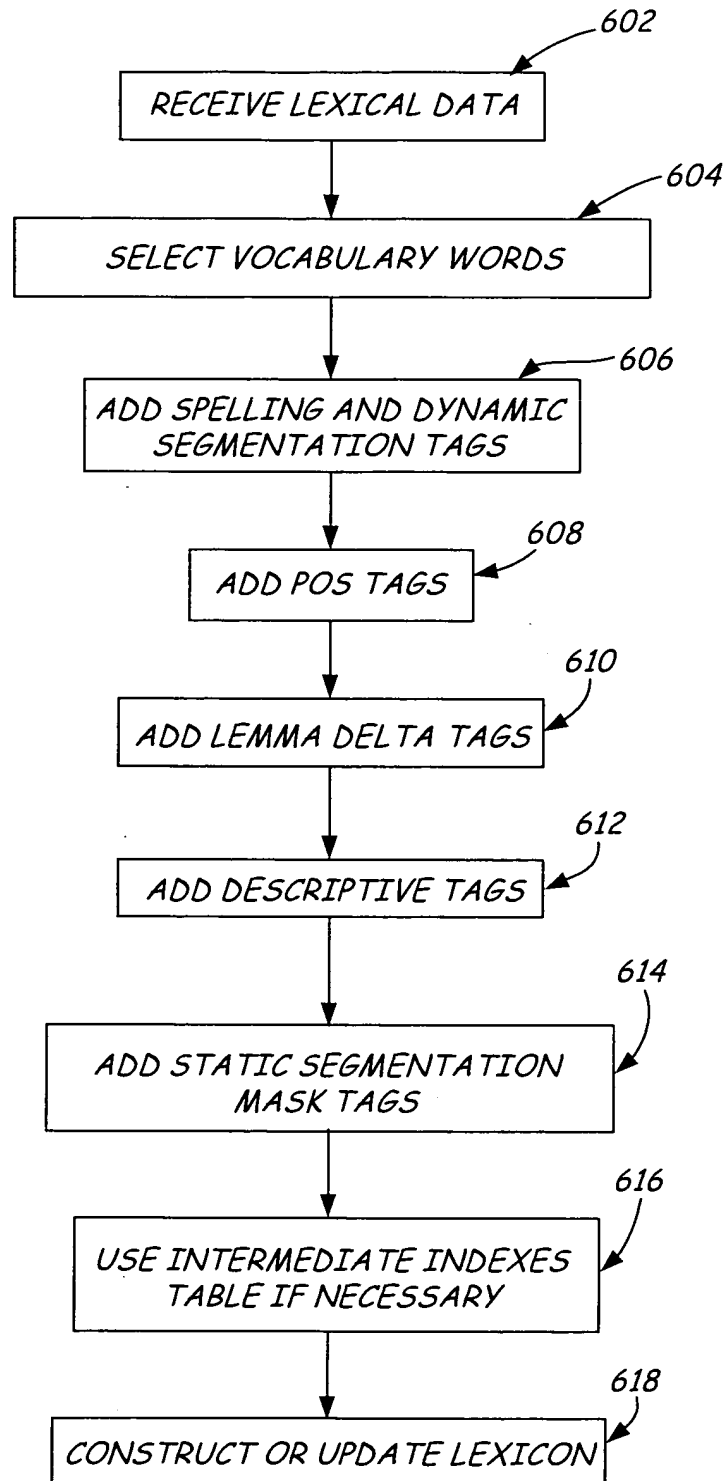 602
RECEIVE LEXICAL DATA
604
SELECT VOCABULARY WORDS
606
ADD SPELLING AND DYNAMIC
SEGMENTATION TAGS
608
ADD POS TAGS
610
ADD LEMMA DELTA TAGS
612
ADD DESCRIPTIVE TAGS
614
ADD STATIC SEGMENTATION
MASK TAGS
616
USE INTERMEDIATE INDEXES
TABLE IF NECESSARY
618
CONSTRUCT OR UPDATE LEXICON